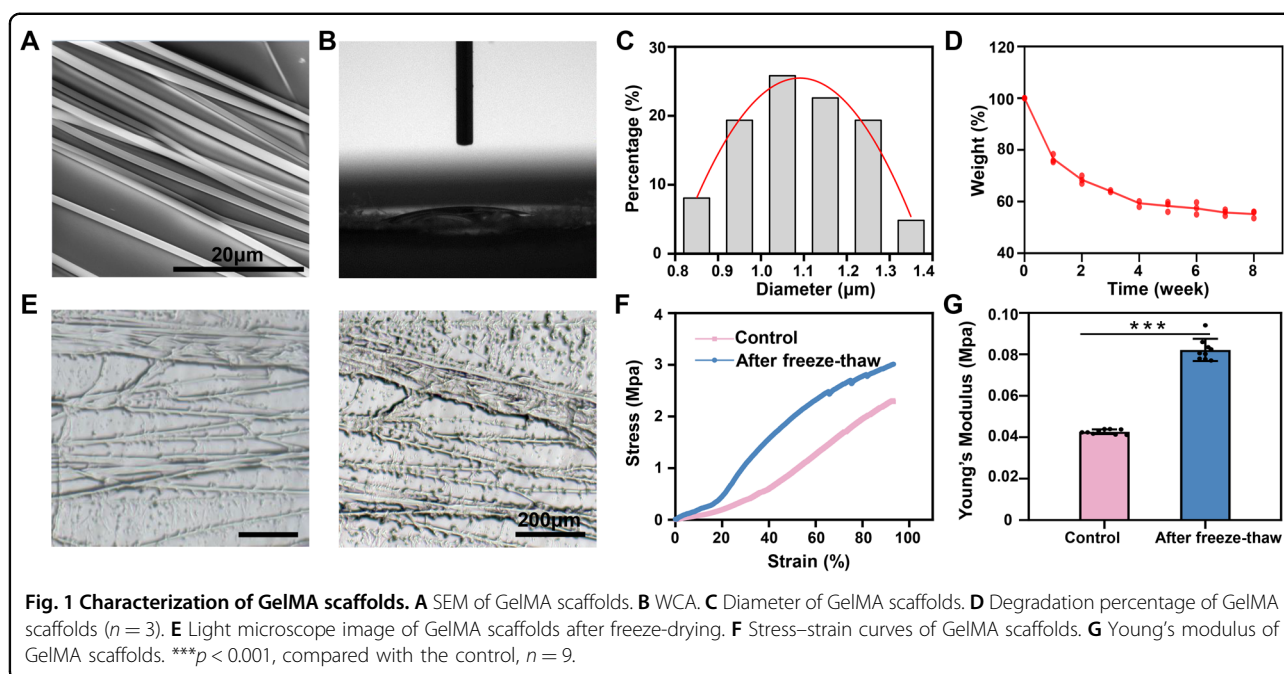 A
20μm
B
C
30
20
10
0
Percentage (%)
0.8 0.9 1.0 1.1 1.2 1.3 1.4
Diameter (μm)
D
120
100
80
60
40
Weight (%)
0 2 4 6 8
Time (week)
E
200μm
F
4
3
2
1
0
Stress (Mpa)
Control
After freeze-thaw
0 20 40 60 80 100
Strain (%)
G
0.10
0.08
0.06
0.04
0.02
0
Young's Modulus (Mpa)
***
Control After freeze-thaw
Fig. 1 Characterization of GelMA scaffolds. A SEM of GelMA scaffolds. B WCA. C Diameter of GelMA scaffolds. D Degradation percentage of GelMA
scaffolds (n = 3). E Light microscope image of GelMA scaffolds after freeze-drying. F Stress–strain curves of GelMA scaffolds. G Young's modulus of
GelMA scaffolds. ***p < 0.001, compared with the control, n = 9.